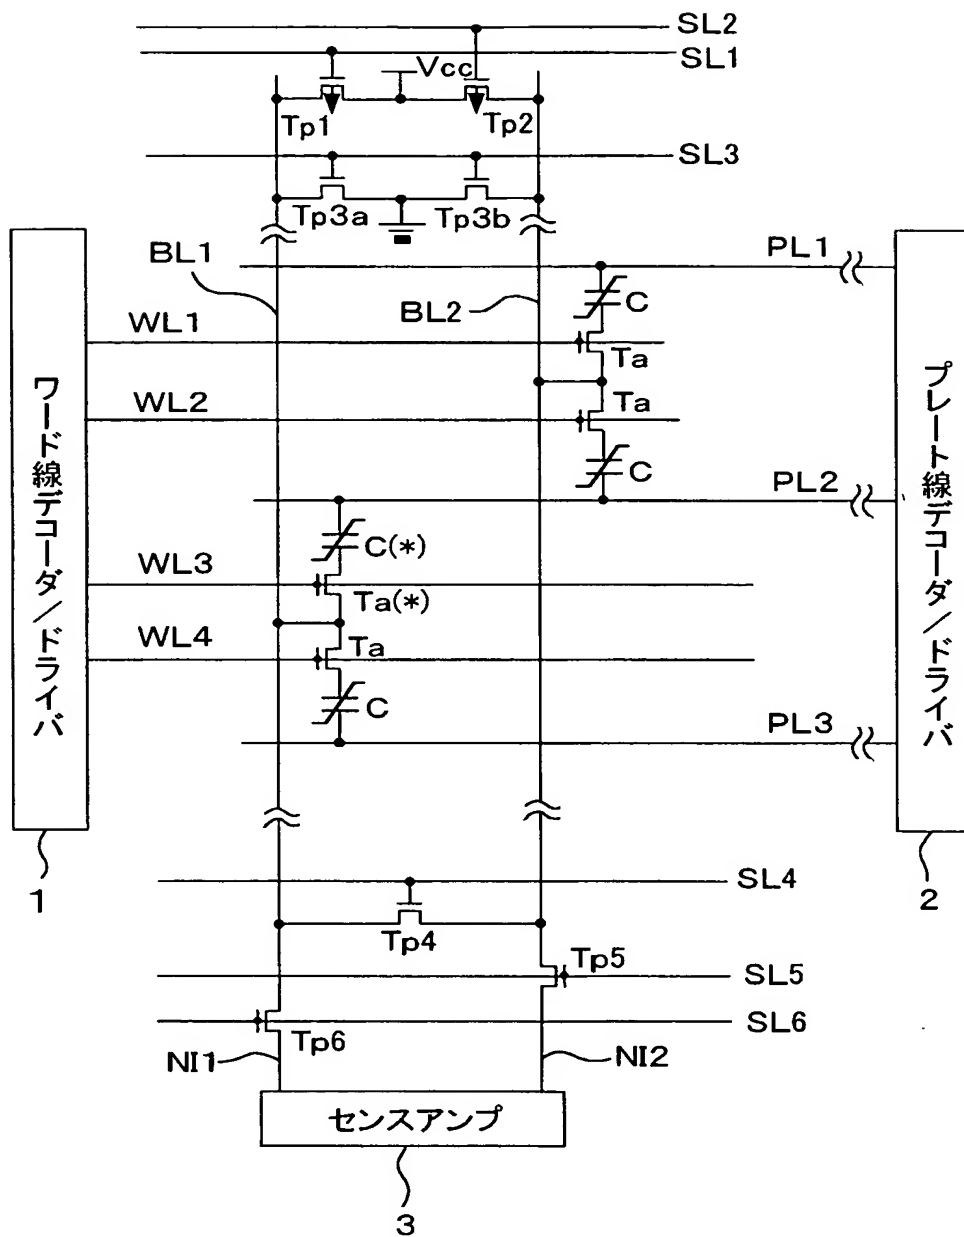 SL2
SL1
Vcc
Tp1
Tp2
SL3
Tp3a
Tp3b
BL1
PL1
C
BL2
WL1
Ta
WL2
Ta
C
PL2
C(*)
WL3
Ta(*)
WL4
Ta
C
PL3
ワード線デコーダ/ドライバ
プレート線デコーダ/ドライバ
1
2
SL4
Tp4
Tp5
SL5
SL6
Tp6
NI1
NI2
センスアンプ
3